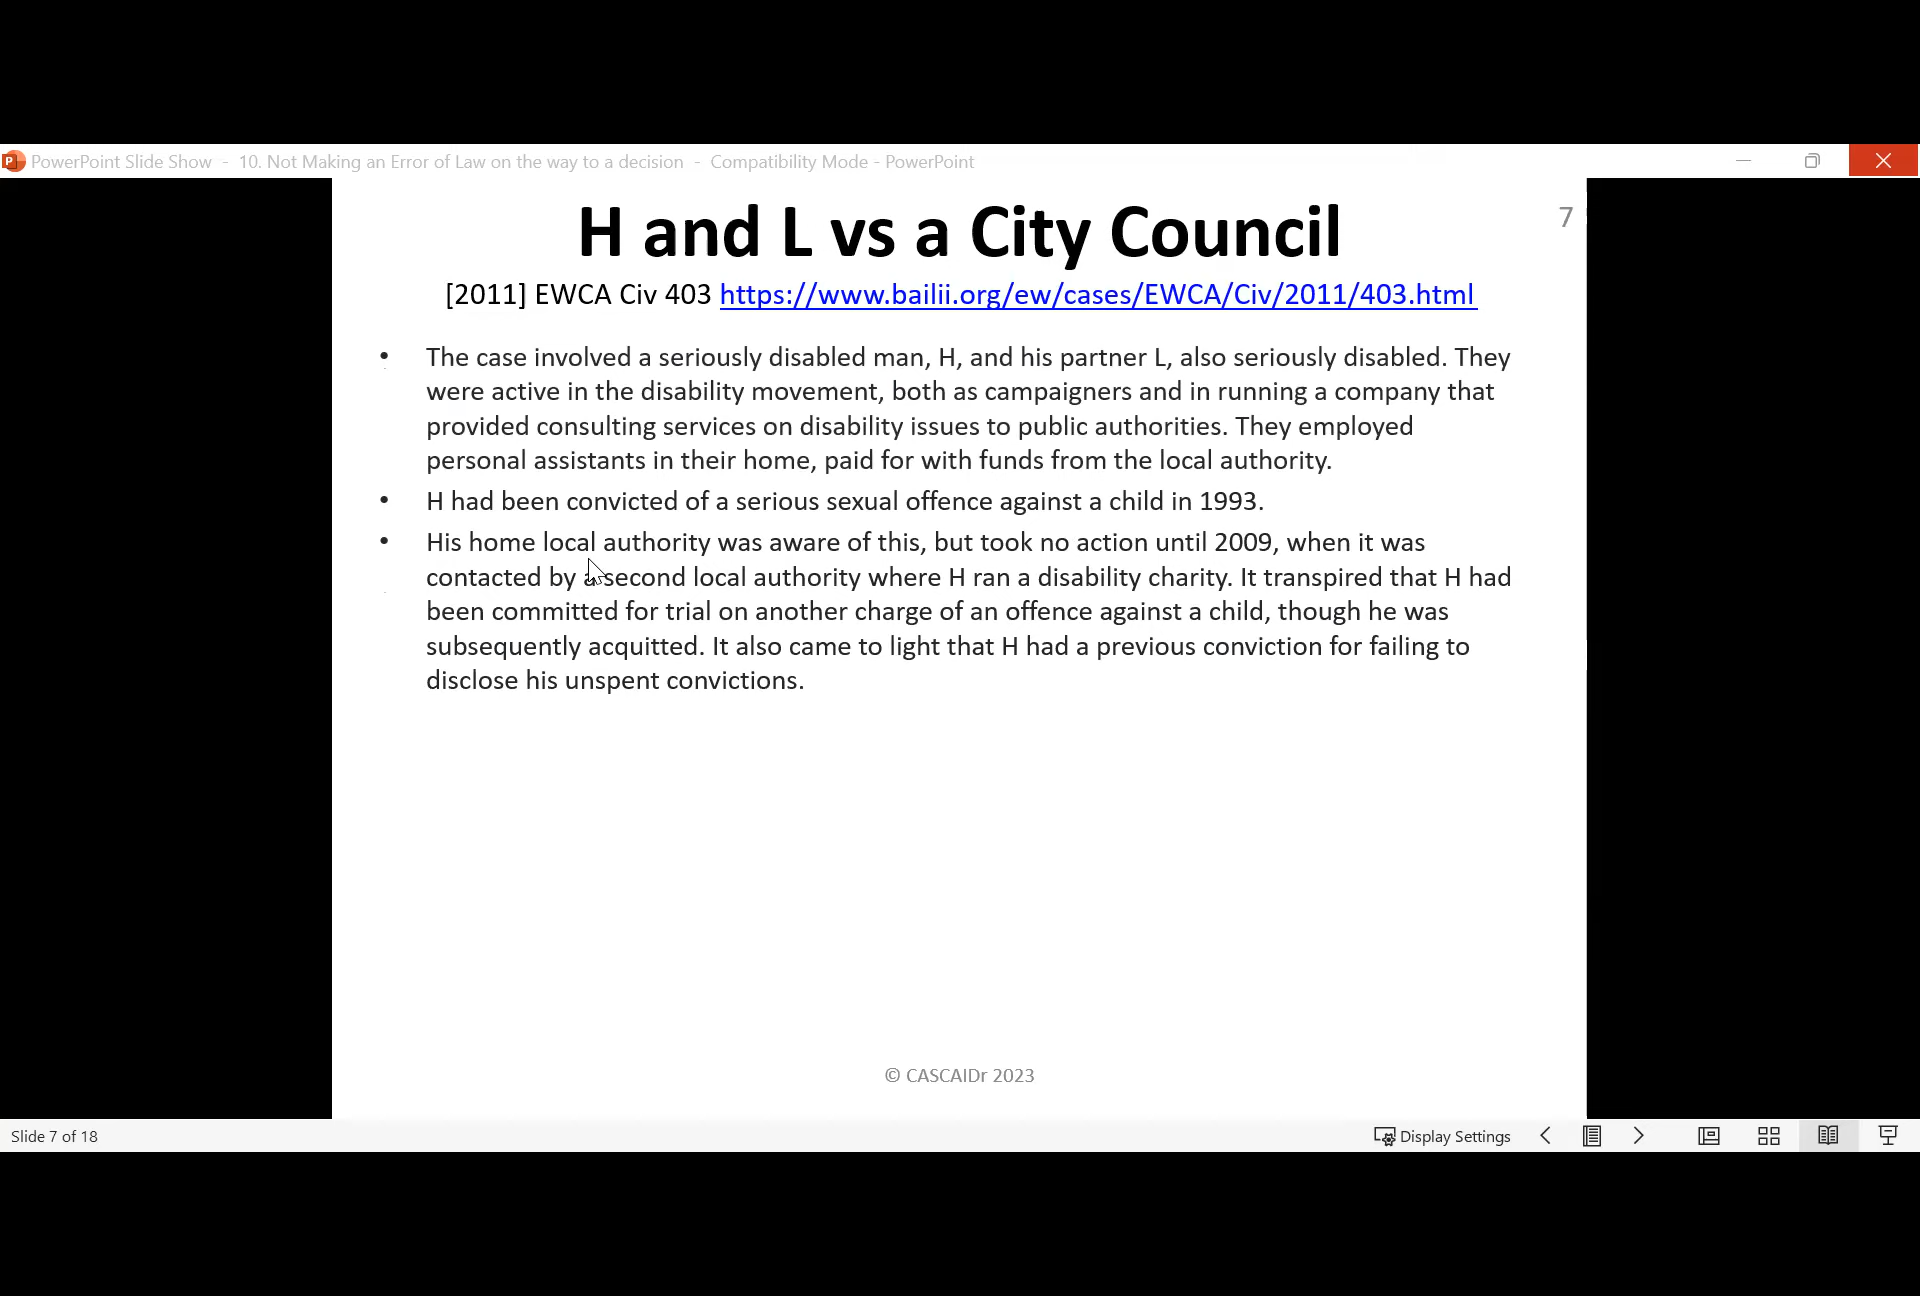 PowerPoint Slide Show - 10. Not Making an Error of Law on the way to a decision - Compatibility Mode - PowerPoint
H and L vs a City Council
7
[2011] EWCA Civ 403 https://www.bailii.org/ew/cases/EWCA/Civ/2011/403.html
• The case involved a seriously disabled man, H, and his partner L, also seriously disabled. They
were active in the disability movement, both as campaigners and in running a company that
provided consulting services on disability issues to public authorities. They employed
personal assistants in their home, paid for with funds from the local authority.
• H had been convicted of a serious sexual offence against a child in 1993.
• His home local authority was aware of this, but took no action until 2009, when it was
contacted by a second local authority where H ran a disability charity. It transpired that H had
been committed for trial on another charge of an offence against a child, though he was
subsequently acquitted. It also came to light that H had a previous conviction for failing to
disclose his unspent convictions.
© CASCAIDr 2023
Slide 7 of 18
Display Settings